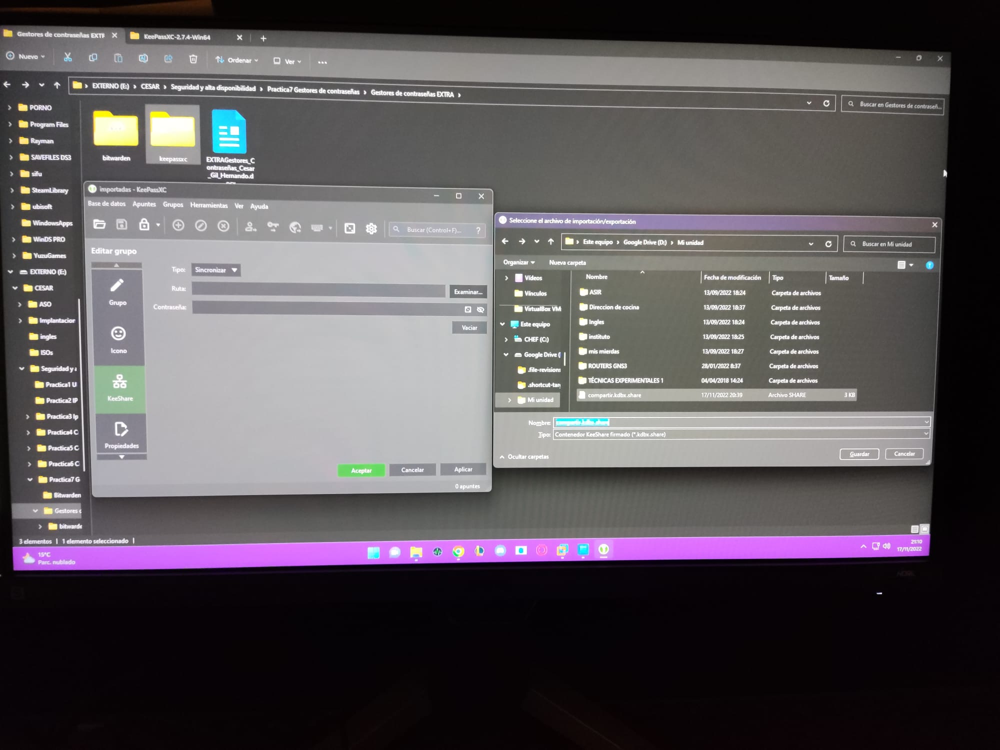 Gestores de contraseñas EXTF
KeePassXC-2.7.4-Win64
Nuevo
Ordenar
Ver
EXTERNO (E:) › CESAR › Seguridad y alta disponibilidad › Practica7 Gestores de contraseñas › Gestores de contraseñas EXTRA ›
Buscar en Gestores de contraseñ...
PORNO
Program Files
Rayman
SAVEFILES DS3
sifu
SteamLibrary
ubisoft
WindowsApps
WinDS PRO
YuzuGames
EXTERNO (E:)
CESAR
ASO
Implantacior
ingles
ISOs
Seguridad y a
Practica1 U
Practica2 IP
Practica3 Ip
Practica4 C
Practica5 C
Practica6 C
Practica7 G
Bitwarden
Gestores c
bitwarde
bitwarden
keepassxc
EXTRAGestores_C
ontraseñas_Cesar
_Gil_Hernando.d
importadas - KeePassXC
Base de datos Apuntes Grupos Herramientas Ver Ayuda
Buscar (Control+F)... ?
Editar grupo
Grupo
Icono
KeeShare
Propiedades
Tipo: Sincronizar
Ruta: Examinar...
Contraseña:
Vaciar
Aceptar Cancelar Aplicar
0 apuntes
Seleccione el archivo de importación/exportación
Este equipo › Google Drive (D:) › Mi unidad
Buscar en Mi unidad
Organizar Nueva carpeta
Vídeos
Vínculos
VirtualBox VM
Este equipo
CHEF (C:)
Google Drive (
.file-revisions
.shortcut-tar
Mi unidad
Nombre Fecha de modificación Tipo Tamaño
ASIR 13/09/2022 18:24 Carpeta de archivos
Direccion de cocina 13/09/2022 18:37 Carpeta de archivos
Ingles 13/09/2022 18:24 Carpeta de archivos
instituto 13/09/2022 18:25 Carpeta de archivos
mis mierdas 13/09/2022 18:27 Carpeta de archivos
ROUTERS GNS3 28/01/2022 8:37 Carpeta de archivos
TÉCNICAS EXPERIMENTALES 1 04/04/2018 14:24 Carpeta de archivos
compartir.kdbx.share 17/11/2022 20:39 Archivo SHARE 3 KB
Nombre: compartir.kdbx.share
Tipo: Contenedor KeeShare firmado (*.kdbx.share)
Ocultar carpetas
Guardar Cancelar
3 elementos | 1 elemento seleccionado |
15°C
Parc. nublado
21:10
17/11/2022